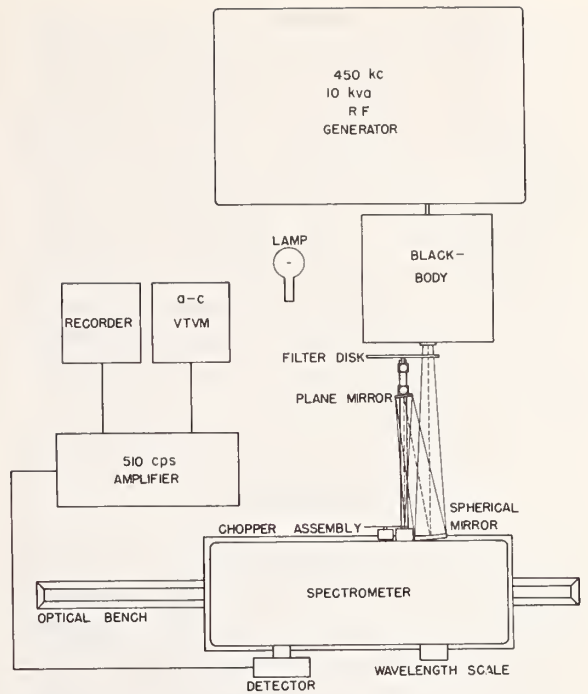 450 kc
10 kva
R F
GENERATOR
LAMP
-
BLACK-
BODY
RECORDER
a-c
VTVM
FILTER DISK
PLANE MIRROR
510 cps
AMPLIFIER
CHOPPER ASSEMBLY
SPHERICAL
MIRROR
SPECTROMETER
OPTICAL BENCH
WAVELENGTH SCALE
DETECTOR